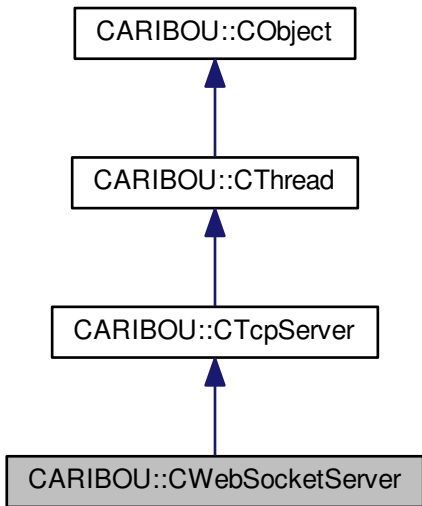 CARIBOU::CObject
CARIBOU::CThread
CARIBOU::CTcpServer
CARIBOU::CWebSocketServer